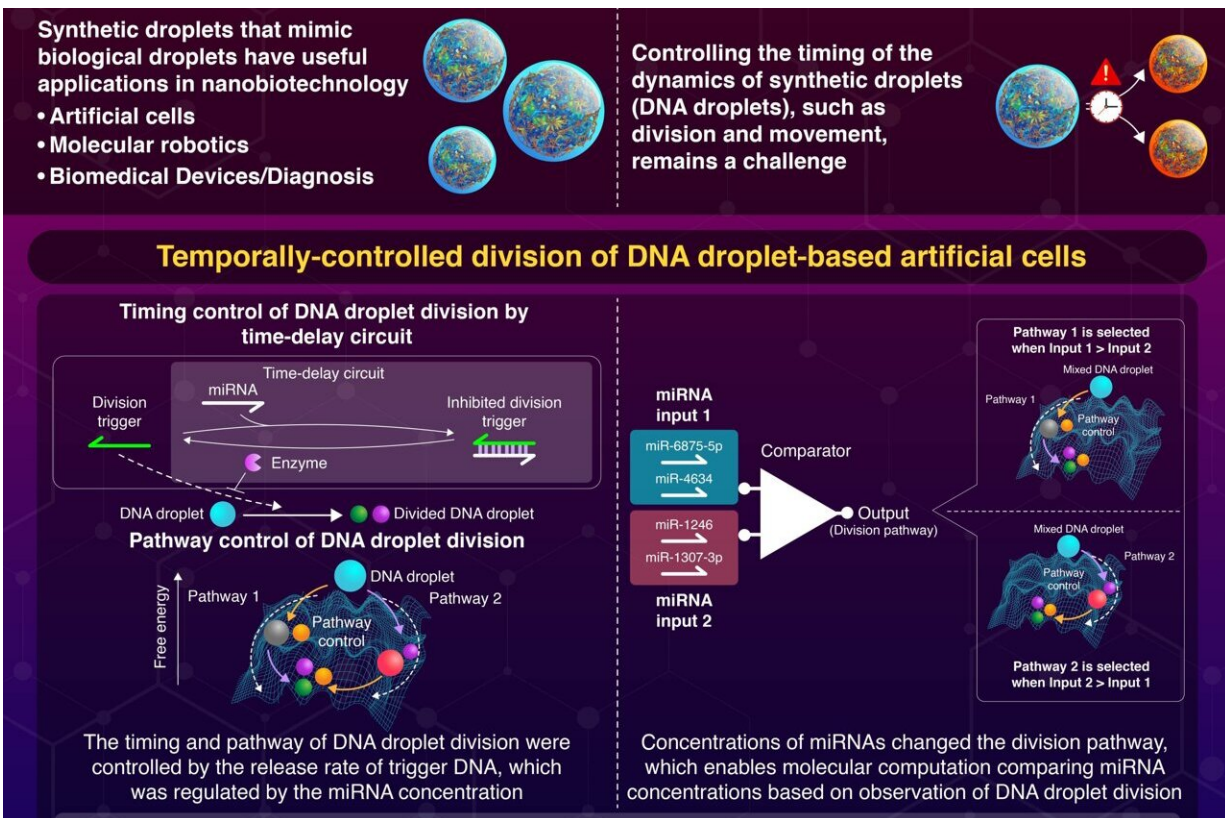 Synthetic droplets that mimic
biological droplets have useful
applications in nanobiotechnology
• Artificial cells
• Molecular robotics
• Biomedical Devices/Diagnosis
Controlling the timing of the
dynamics of synthetic droplets
(DNA droplets), such as
division and movement,
remains a challenge
Temporally-controlled division of DNA droplet-based artificial cells
Timing control of DNA droplet division by
time-delay circuit
Time-delay circuit
miRNA
Division
trigger
Inhibited division
trigger
Enzyme
DNA droplet
Divided DNA droplet
Pathway control of DNA droplet division
Free energy
DNA droplet
Pathway 1
Pathway 2
Pathway
control
The timing and pathway of DNA droplet division were
controlled by the release rate of trigger DNA, which
was regulated by the miRNA concentration
miRNA
input 1
miR-6875-5p
miR-4634
miR-1246
miR-1307-3p
miRNA
input 2
Comparator
Output
(Division pathway)
Pathway 1 is selected
when Input 1 > Input 2
Mixed DNA droplet
Pathway 1
Pathway
control
Mixed DNA droplet
Pathway 2
Pathway
control
Pathway 2 is selected
when Input 2 > Input 1
Concentrations of miRNAs changed the division pathway,
which enables molecular computation comparing miRNA
concentrations based on observation of DNA droplet division